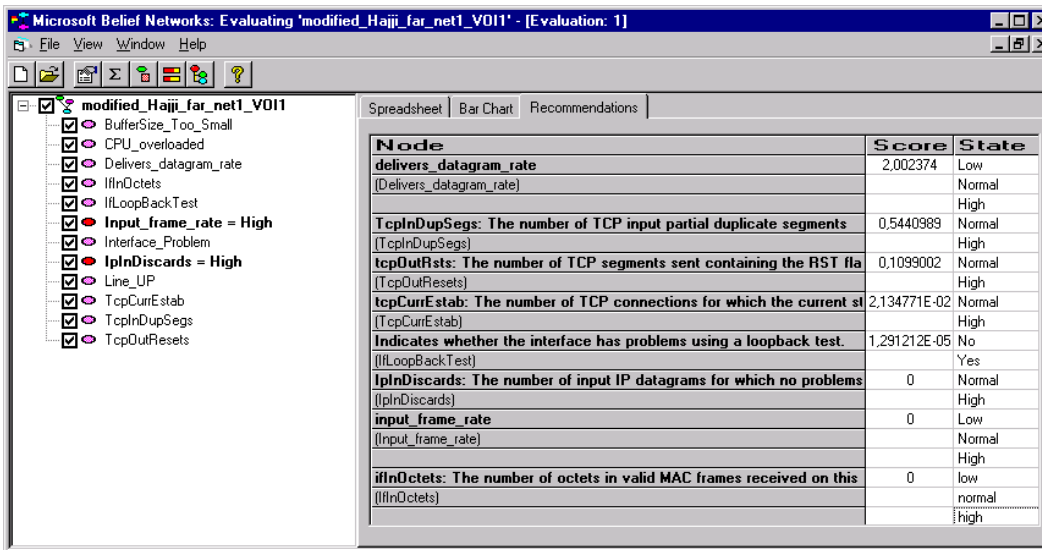 Microsoft Belief Networks: Evaluating 'modified_Hajji_far_net1_VOI1' - [Evaluation: 1]
File View Window Help
modified_Hajji_far_net1_VOI1
BufferSize_Too_Small
CPU_overloaded
Delivers_datagram_rate
IfInOctets
IfLoopBackTest
Input_frame_rate = High
Interface_Problem
IpInDiscards = High
Line_UP
TcpCurrEstab
TcpInDupSegs
TcpOutResets
Spreadsheet Bar Chart Recommendations
Node Score State
delivers_datagram_rate 2,002374 Low
(Delivers_datagram_rate) Normal
High
TcpInDupSegs: The number of TCP input partial duplicate segments 0,5440989 Normal
(TcpInDupSegs) High
tcpOutRsts: The number of TCP segments sent containing the RST fla 0,1099002 Normal
(TcpOutResets) High
tcpCurrEstab: The number of TCP connections for which the current st 2,134771E-02 Normal
(TcpCurrEstab) High
Indicates whether the interface has problems using a loopback test. 1,291212E-05 No
(IfLoopBackTest) Yes
IpInDiscards: The number of input IP datagrams for which no problems 0 Normal
(IpInDiscards) High
input_frame_rate 0 Low
(Input_frame_rate) Normal
High
ifInOctets: The number of octets in valid MAC frames received on this 0 low
(IfInOctets) normal
high